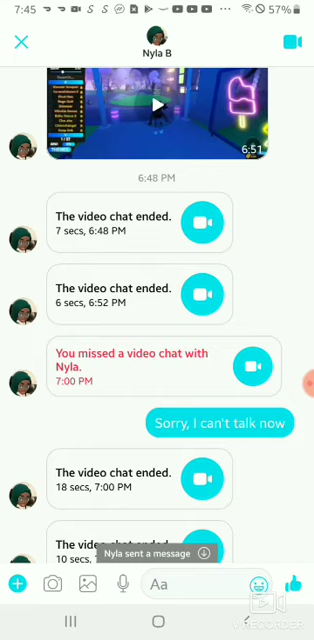 7:45
57%
Nyla B
6:51
6:48 PM
The video chat ended.
7 secs, 6:48 PM
The video chat ended.
6 secs, 6:52 PM
You missed a video chat with
Nyla.
7:00 PM
Sorry, I can't talk now
The video chat ended.
18 secs, 7:00 PM
The video chat ended.
10 secs,
Nyla sent a message
Aa
V RECORDER